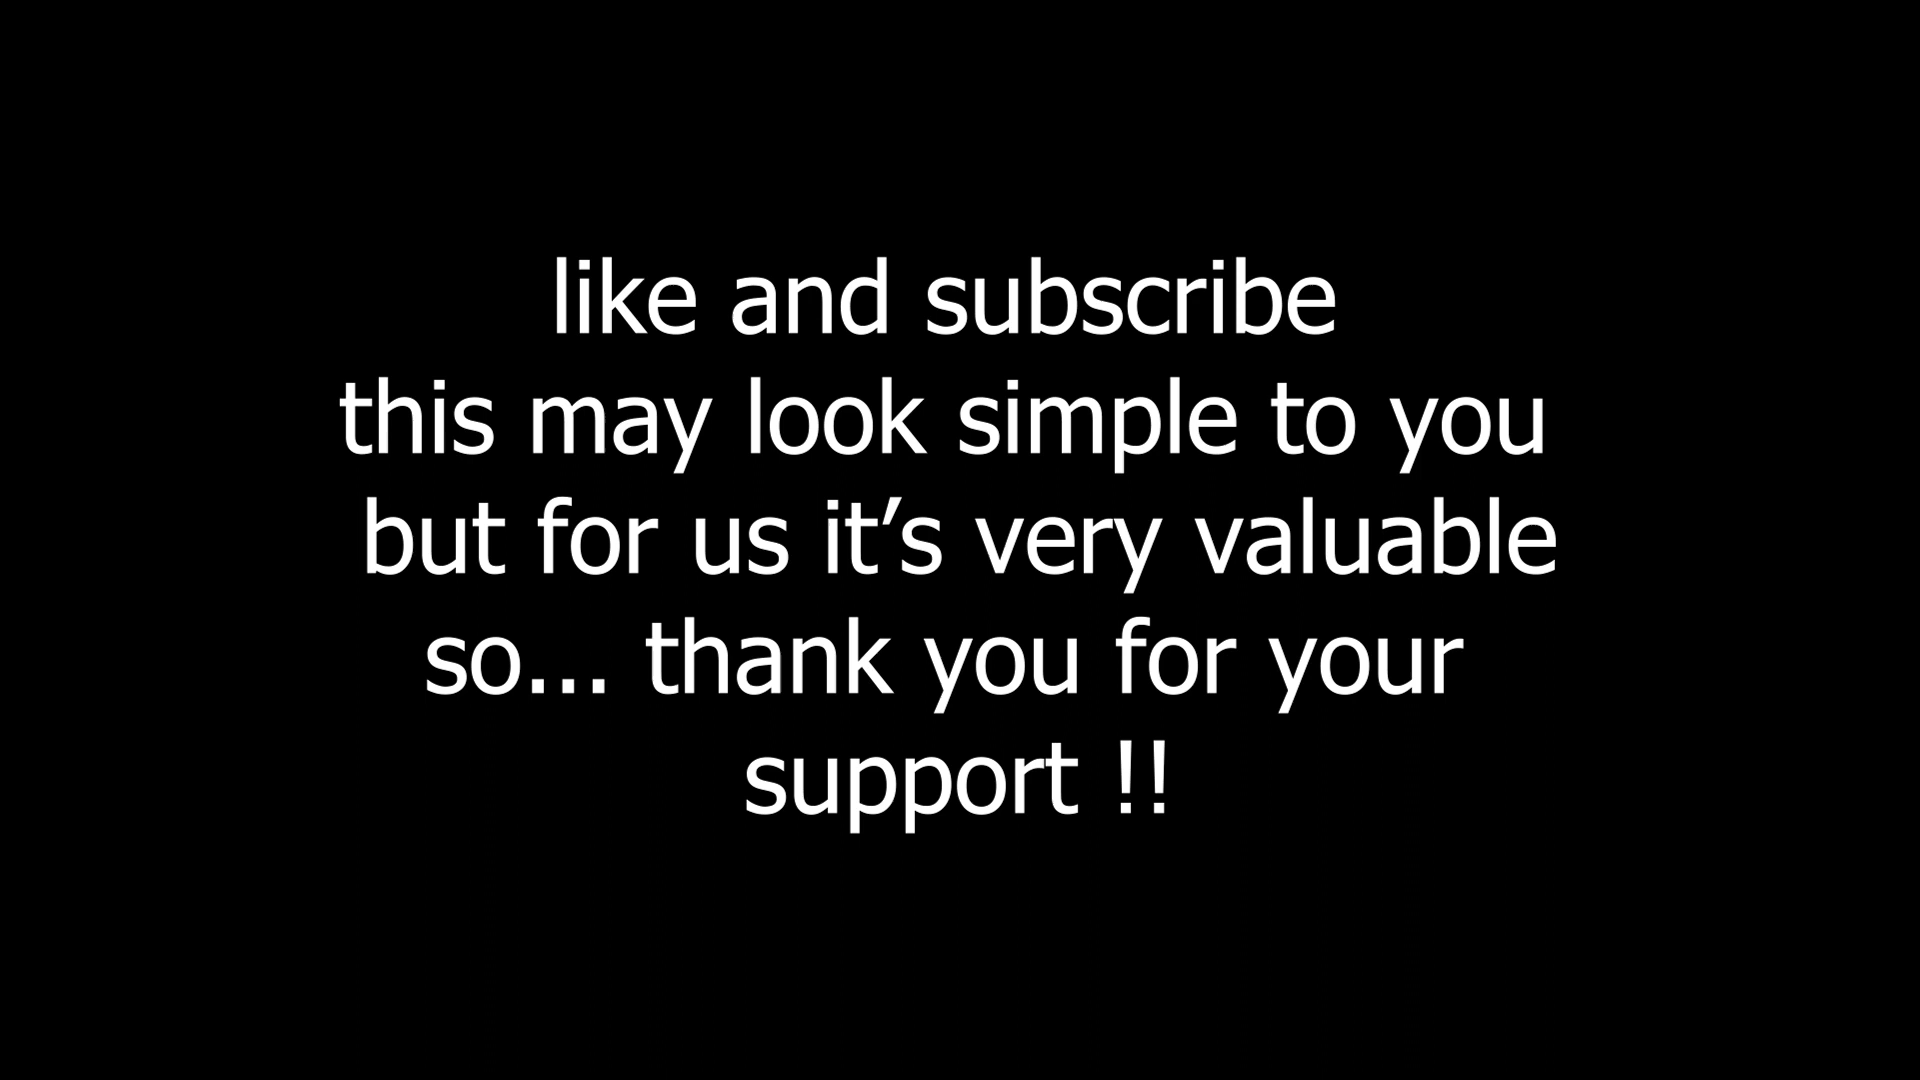 like and subscribe
this may look simple to you
but for us it’s very valuable
so... thank you for your
support !!